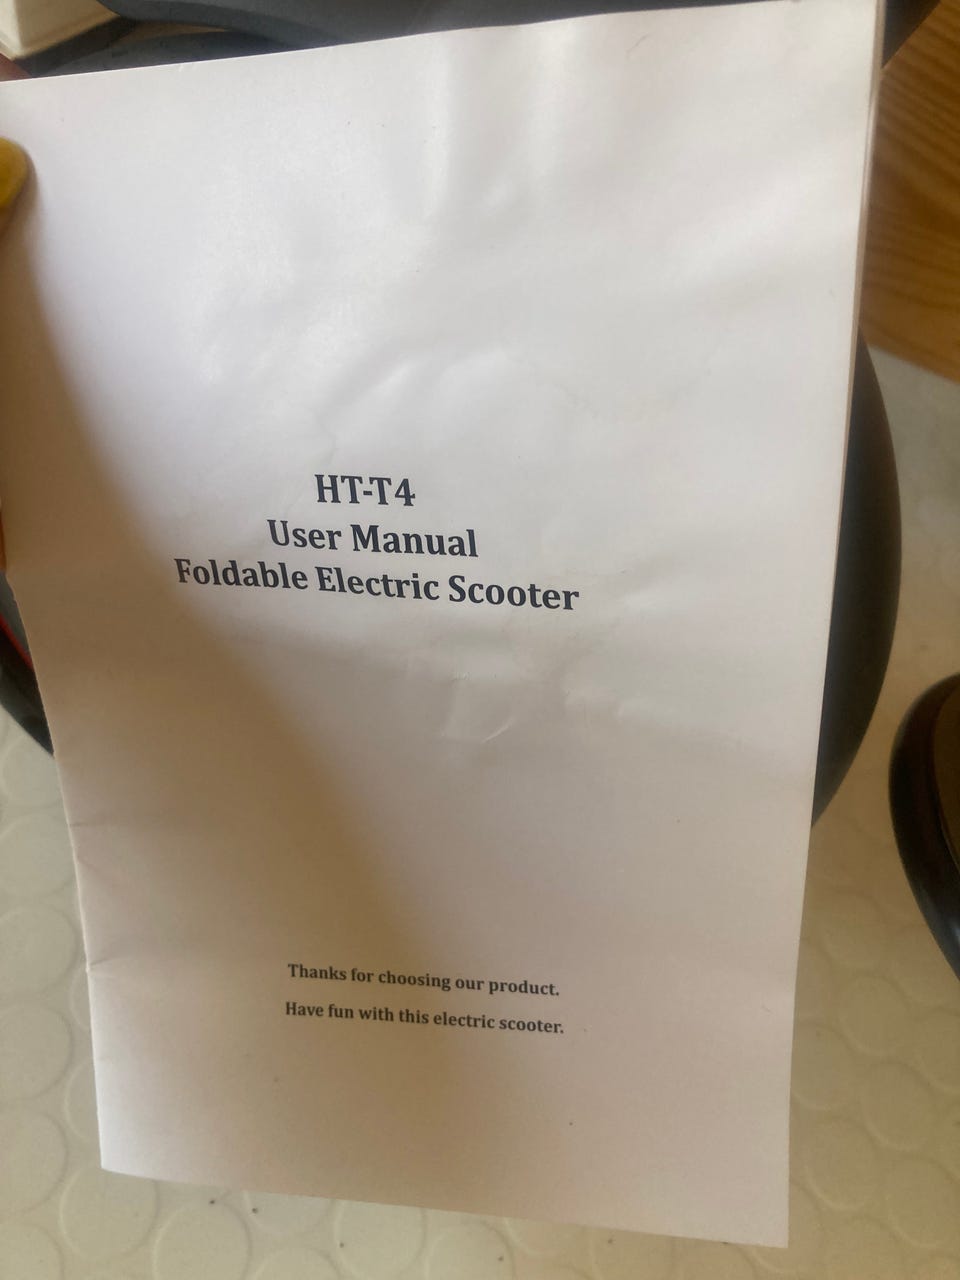 HT-T4
User Manual
Foldable Electric Scooter
Thanks for choosing our product.
Have fun with this electric scooter.